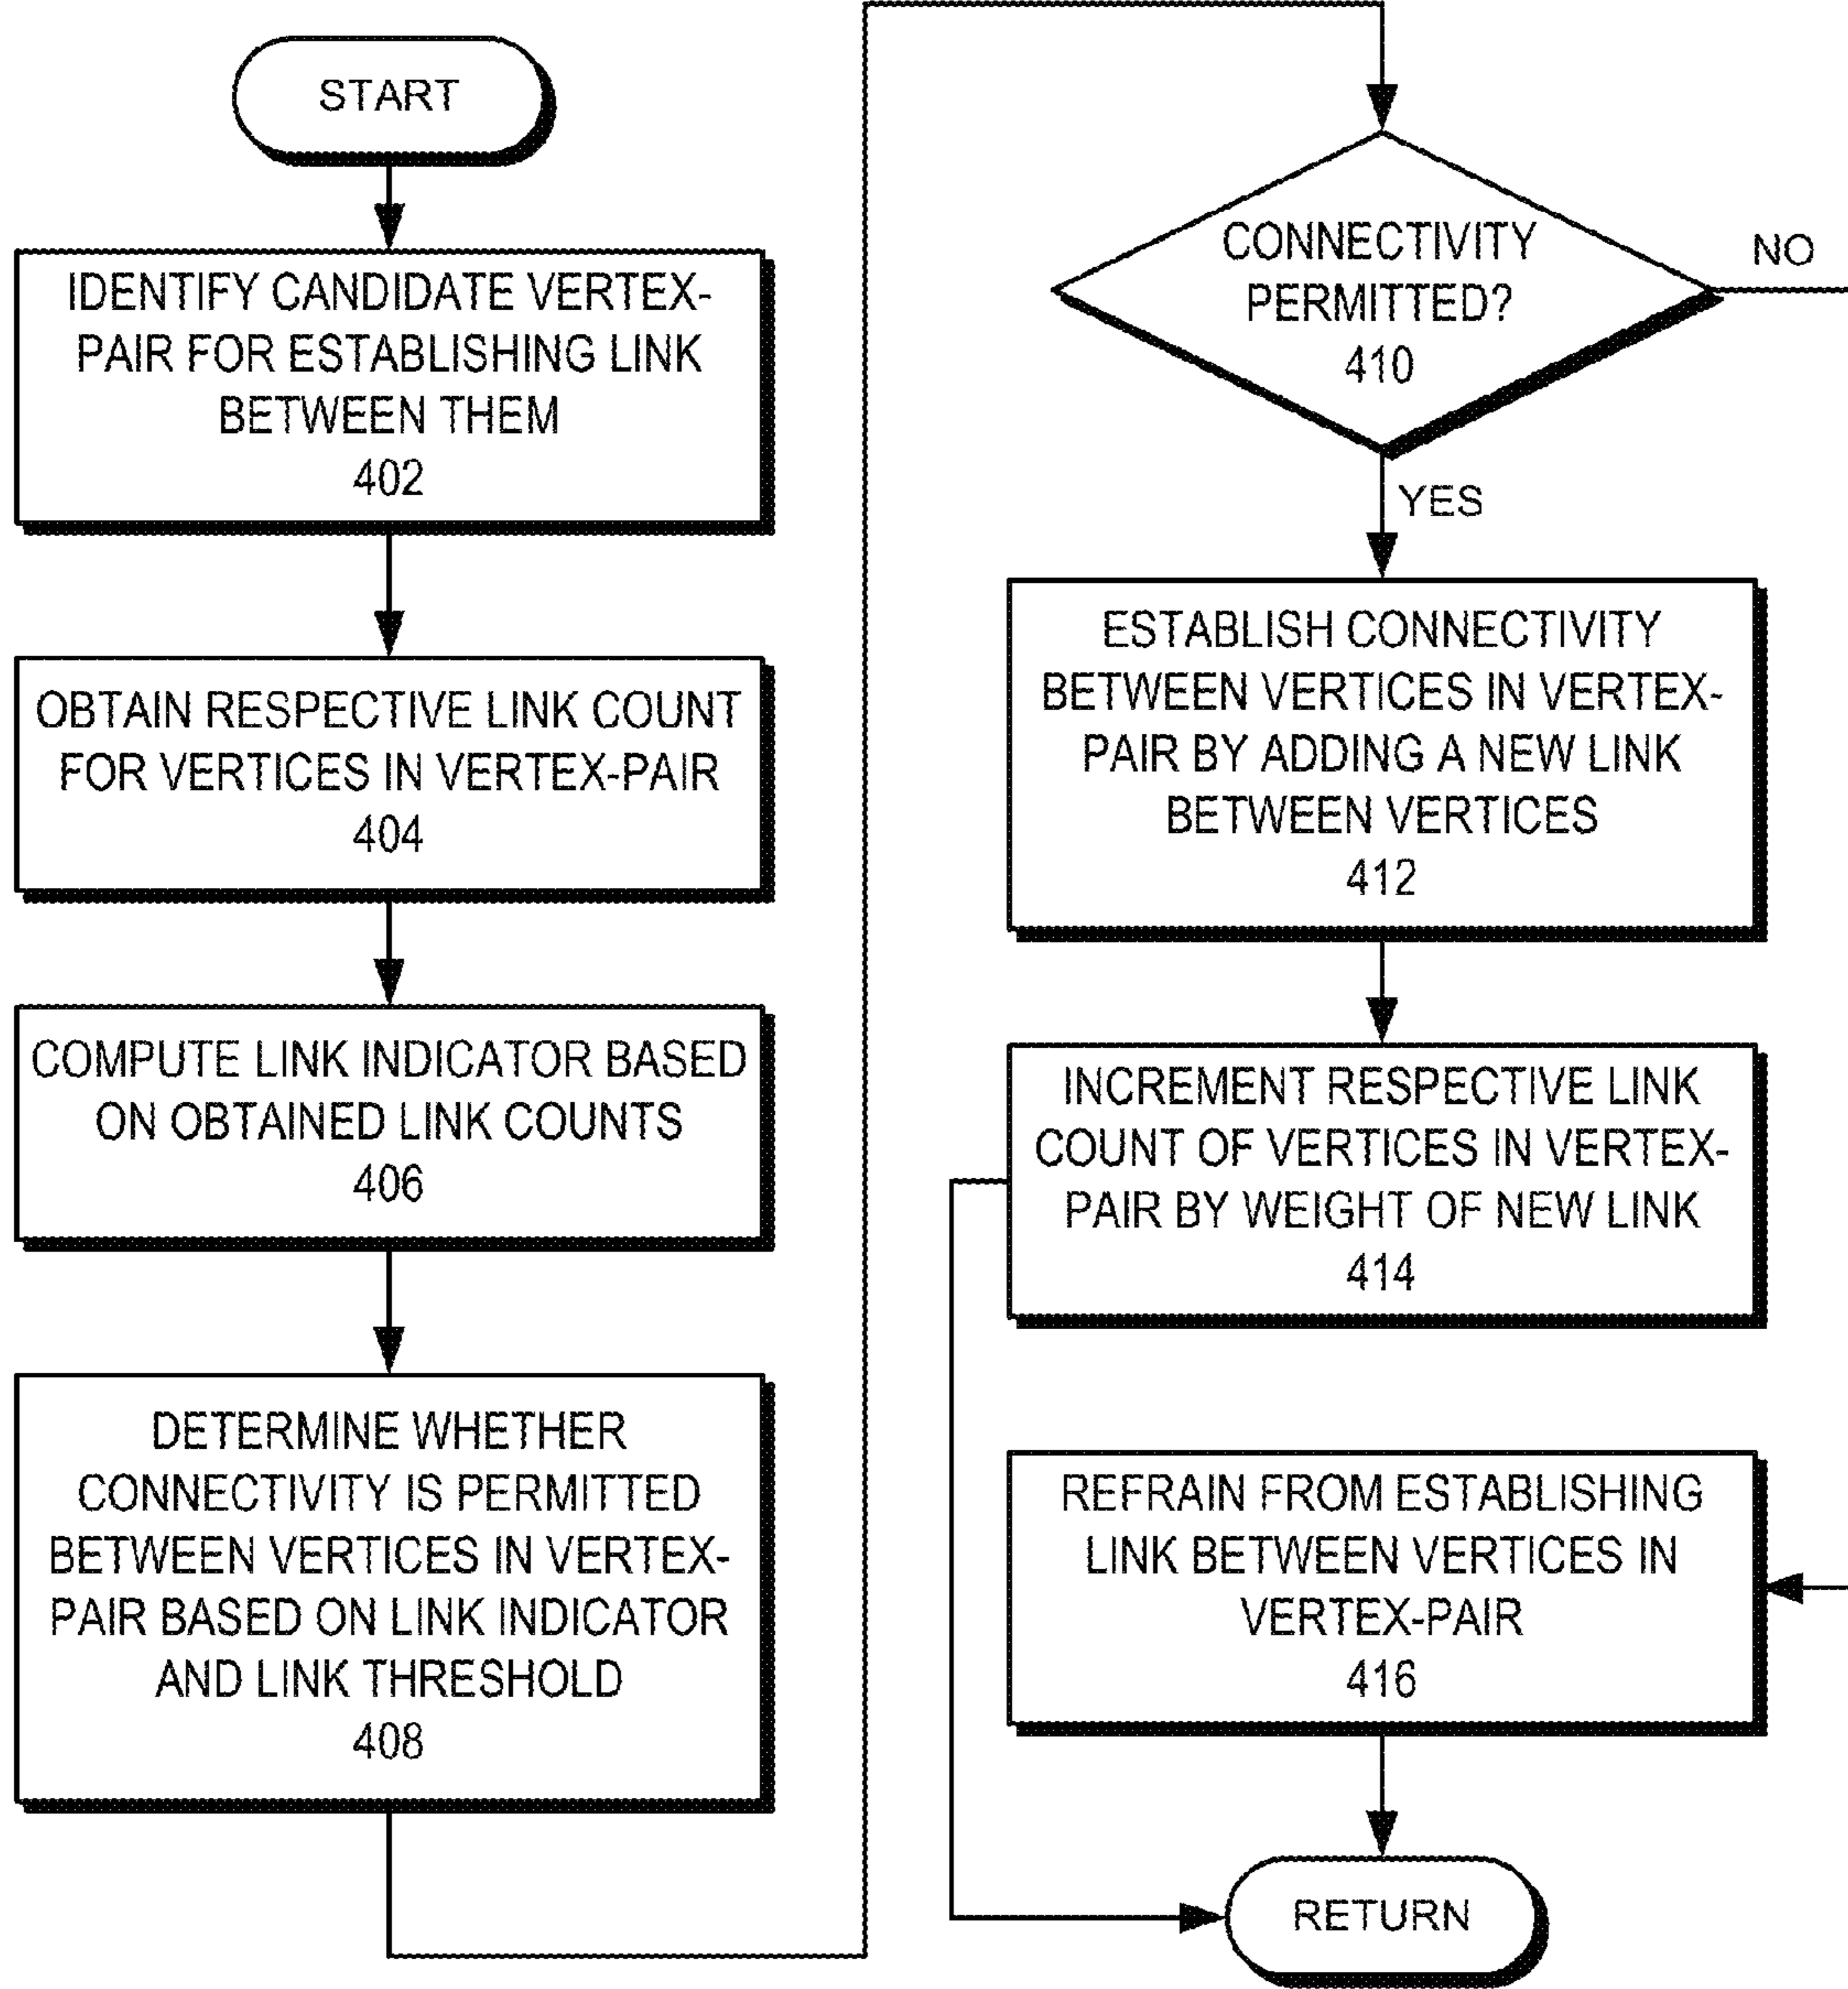 START
IDENTIFY CANDIDATE VERTEX-
PAIR FOR ESTABLISHING LINK
BETWEEN THEM
402
OBTAIN RESPECTIVE LINK COUNT
FOR VERTICES IN VERTEX-PAIR
404
COMPUTE LINK INDICATOR BASED
ON OBTAINED LINK COUNTS
406
DETERMINE WHETHER
CONNECTIVITY IS PERMITTED
BETWEEN VERTICES IN VERTEX-
PAIR BASED ON LINK INDICATOR
AND LINK THRESHOLD
408
CONNECTIVITY
PERMITTED?
410
NO
YES
ESTABLISH CONNECTIVITY
BETWEEN VERTICES IN VERTEX-
PAIR BY ADDING A NEW LINK
BETWEEN VERTICES
412
INCREMENT RESPECTIVE LINK
COUNT OF VERTICES IN VERTEX-
PAIR BY WEIGHT OF NEW LINK
414
REFRAIN FROM ESTABLISHING
LINK BETWEEN VERTICES IN
VERTEX-PAIR
416
RETURN